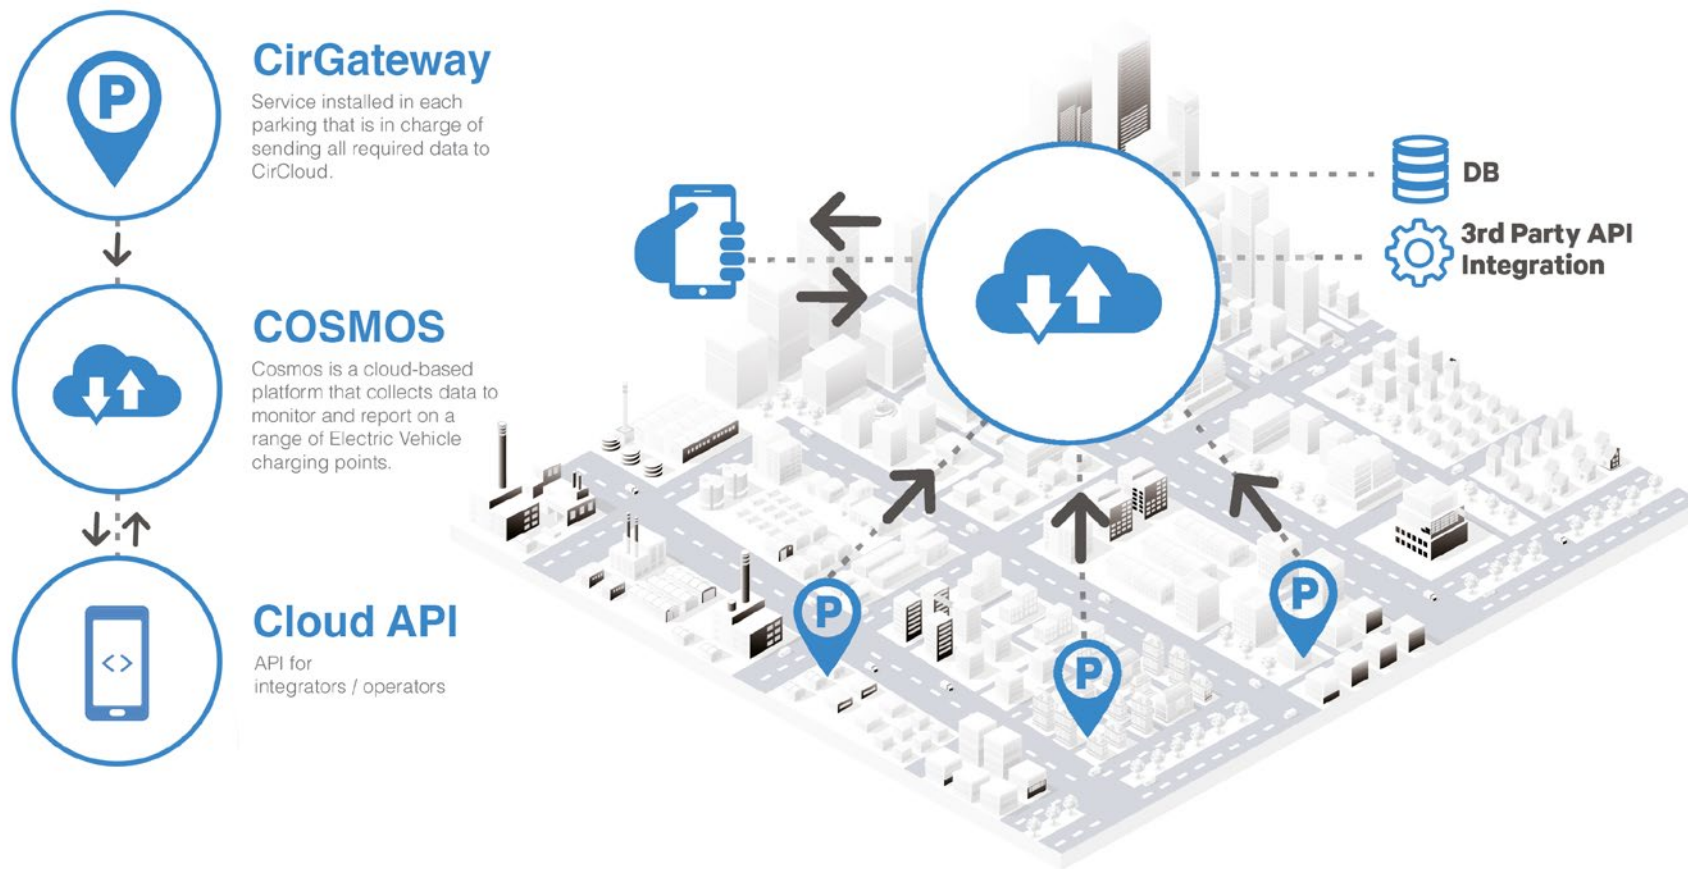 P
CirGateway
Service installed in each
parking that is in charge of
sending all required data to
CirCloud.
COSMOS
Cosmos is a cloud-based
platform that collects data to
monitor and report on a
range of Electric Vehicle
charging points.
<>
Cloud API
API for
integrators / operators
DB
3rd Party API
Integration
P
P
P